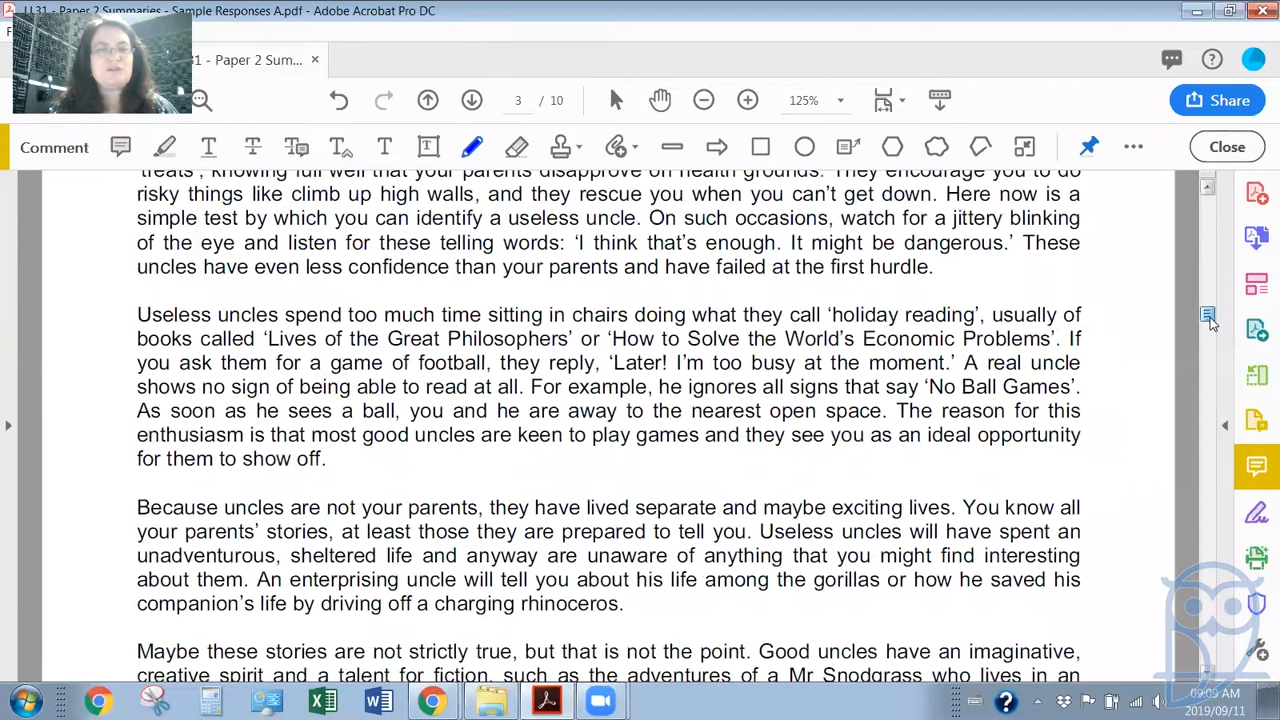 Paper 2 Summaries - Sample Responses A.pdf - Adobe Acrobat Pro DC
1 - Paper 2 Sum... ×
3 / 10
125%
Share
Comment
Close
treats', knowing full well that your parents disapprove on health grounds. They encourage you to do
risky things like climb up high walls, and they rescue you when you can't get down. Here now is a
simple test by which you can identify a useless uncle. On such occasions, watch for a jittery blinking
of the eye and listen for these telling words: 'I think that's enough. It might be dangerous.' These
uncles have even less confidence than your parents and have failed at the first hurdle.
Useless uncles spend too much time sitting in chairs doing what they call 'holiday reading', usually of
books called 'Lives of the Great Philosophers' or 'How to Solve the World's Economic Problems'. If
you ask them for a game of football, they reply, 'Later! I'm too busy at the moment.' A real uncle
shows no sign of being able to read at all. For example, he ignores all signs that say 'No Ball Games'.
As soon as he sees a ball, you and he are away to the nearest open space. The reason for this
enthusiasm is that most good uncles are keen to play games and they see you as an ideal opportunity
for them to show off.
Because uncles are not your parents, they have lived separate and maybe exciting lives. You know all
your parents' stories, at least those they are prepared to tell you. Useless uncles will have spent an
unadventurous, sheltered life and anyway are unaware of anything that you might find interesting
about them. An enterprising uncle will tell you about his life among the gorillas or how he saved his
companion's life by driving off a charging rhinoceros.
Maybe these stories are not strictly true, but that is not the point. Good uncles have an imaginative,
creative spirit and a talent for fiction, such as the adventures of a Mr Snodgrass who lives in an
09:09 AM
2019/09/11